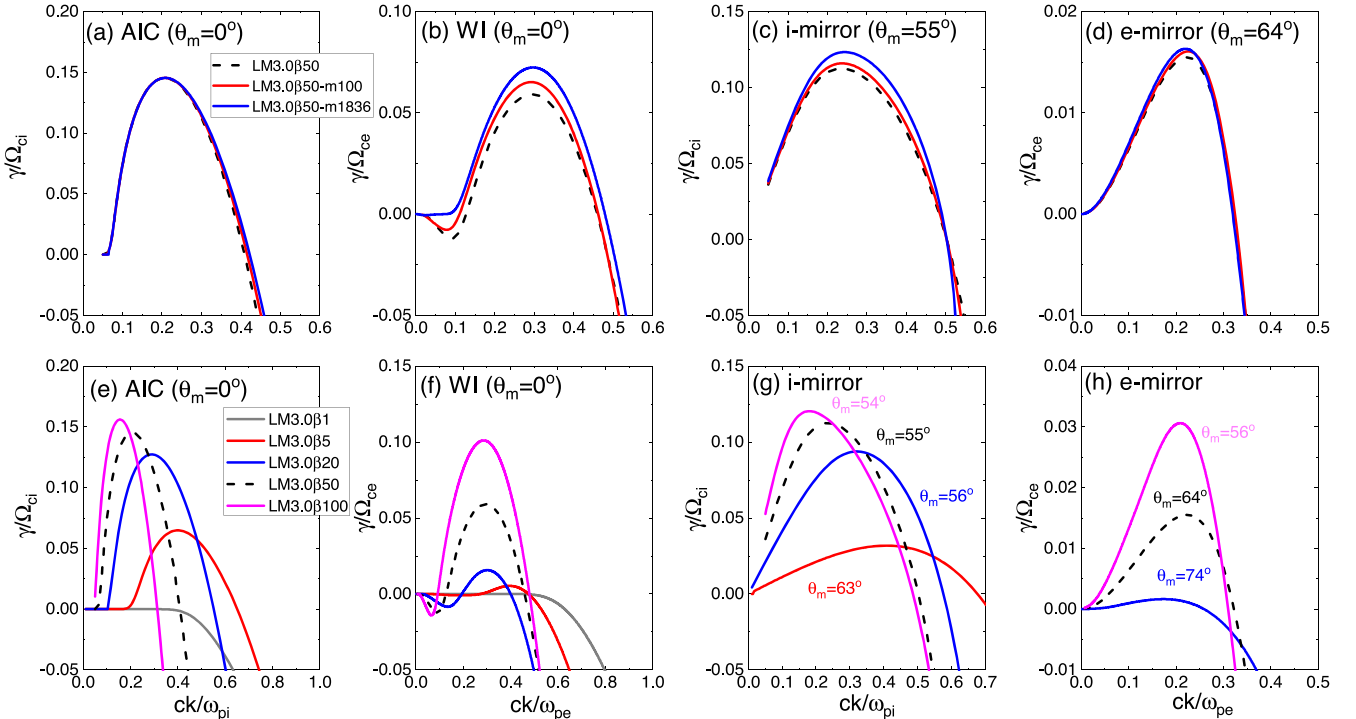 (a) AIC (θm=0°)
LM3.0β50
LM3.0β50-m100
LM3.0β50-m1836
γ/Ωci
0.20
0.15
0.10
0.05
0.00
-0.05
0.0 0.1 0.2 0.3 0.4 0.5 0.6
ck/ωpi
(b) WI (θm=0°)
γ/Ωce
0.10
0.05
0.00
-0.05
0.0 0.1 0.2 0.3 0.4 0.5 0.6
ck/ωpe
(c) i-mirror (θm=55°)
γ/Ωci
0.15
0.10
0.05
0.00
-0.05
0.0 0.1 0.2 0.3 0.4 0.5 0.6
(d) e-mirror (θm=64°)
γ/Ωce
0.02
0.01
0.00
-0.01
0.0 0.1 0.2 0.3 0.4 0.5
(e) AIC (θm=0°)
LM3.0β1
LM3.0β5
LM3.0β20
LM3.0β50
LM3.0β100
γ/Ωci
0.20
0.15
0.10
0.05
0.00
-0.05
0.0 0.2 0.4 0.6 0.8 1.0
ck/ωpi
(f) WI (θm=0°)
γ/Ωce
0.15
0.10
0.05
0.00
-0.05
0.0 0.2 0.4 0.6 0.8 1.0
ck/ωpe
(g) i-mirror
θm=54°
θm=55°
θm=56°
θm=63°
γ/Ωci
0.15
0.10
0.05
0.00
-0.05
0.0 0.1 0.2 0.3 0.4 0.5 0.6 0.7
ck/ωpi
(h) e-mirror
θm=56°
θm=64°
θm=74°
γ/Ωce
0.04
0.03
0.02
0.01
0.00
-0.01
0.0 0.1 0.2 0.3 0.4 0.5
ck/ωpe